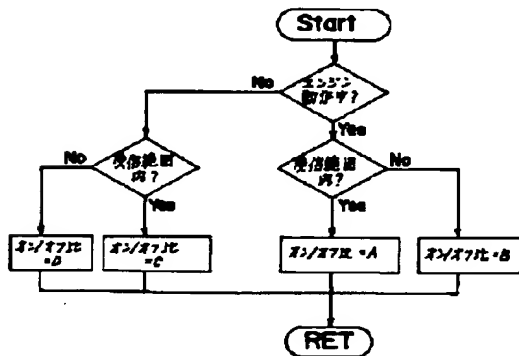 Start
エンジン
動作中?
No
Yes
受信範囲
内?
No
Yes
受信範囲
内?
No
Yes
オン/オフ比
=D
オン/オフ比
=C
オン/オフ比=A
オン/オフ比=B
RET